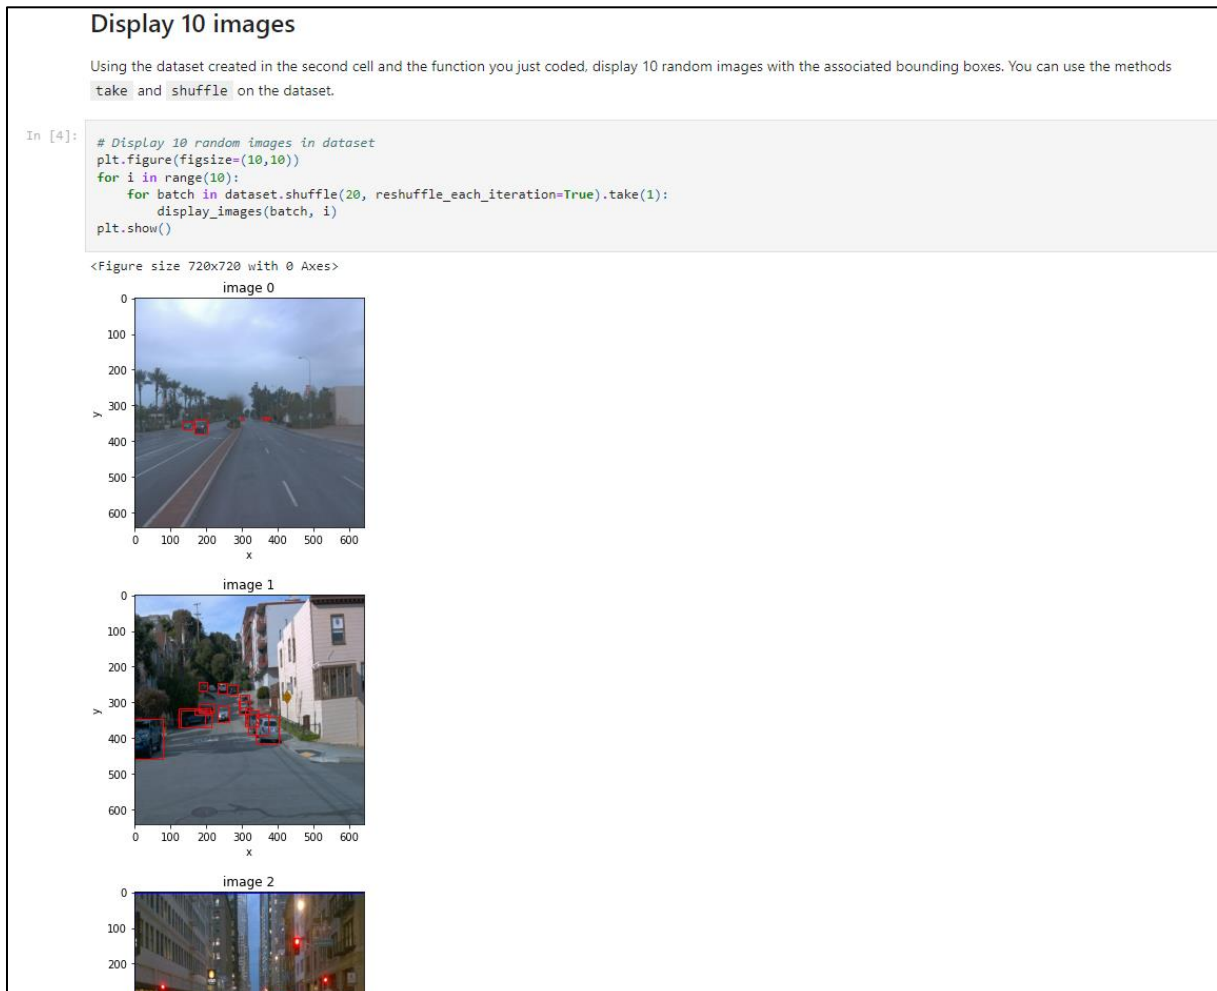 Display 10 images
Using the dataset created in the second cell and the function you just coded, display 10 random images with the associated bounding boxes. You can use the methods
take and shuffle on the dataset.
In [4]:
# Display 10 random images in dataset
plt.figure(figsize=(10,10))
for i in range(10):
    for batch in dataset.shuffle(20, reshuffle_each_iteration=True).take(1):
        display_images(batch, i)
plt.show()
<Figure size 720x720 with 0 Axes>
image 0
0
100
200
300
400
500
600
y
0 100 200 300 400 500 600
x
image 1
0
100
200
300
400
500
600
y
0 100 200 300 400 500 600
x
image 2
0
100
200